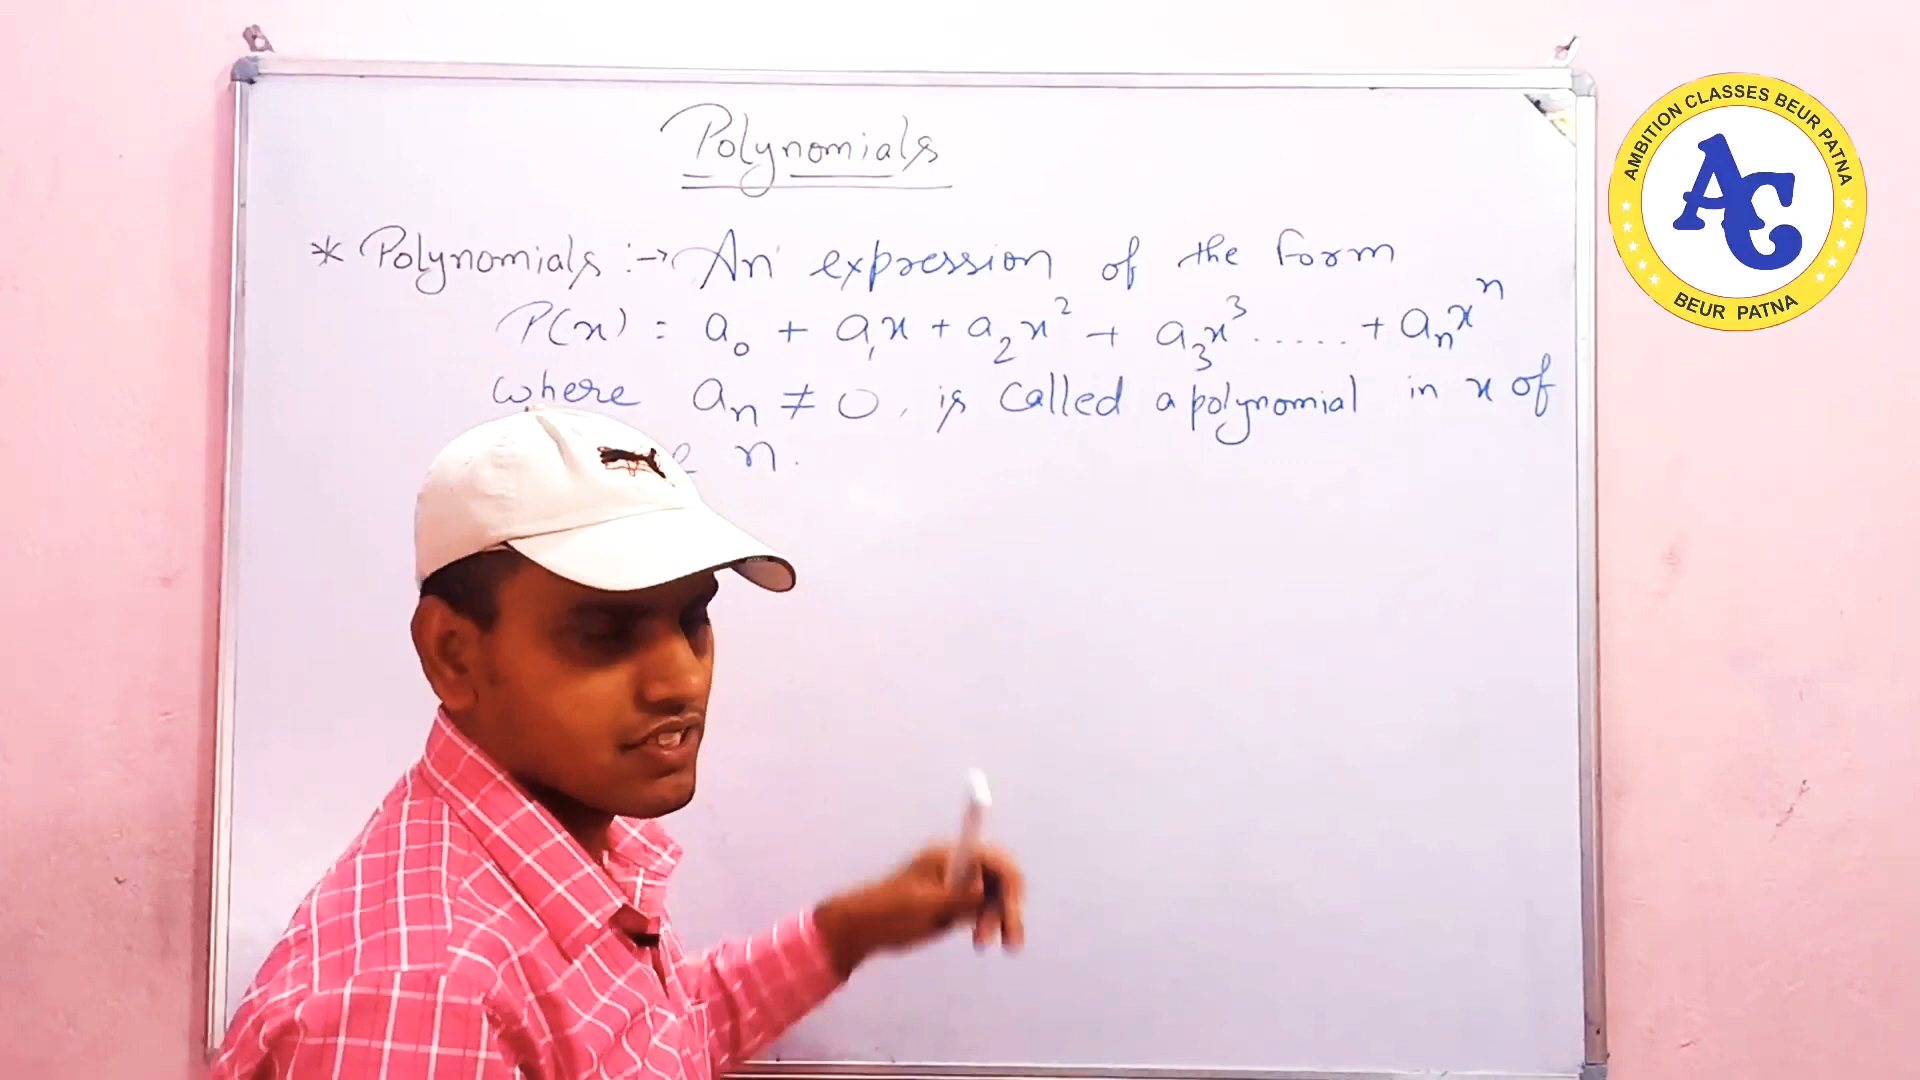 Polynomials
* Polynomials :→ An expression of the form
P(x) = a₀ + a₁x + a₂x² + a₃x³ ..... + aₙxⁿ
where aₙ ≠ 0, is called a polynomial in x of
n.
AMBITION CLASSES BEUR PATNA
AC
BEUR PATNA